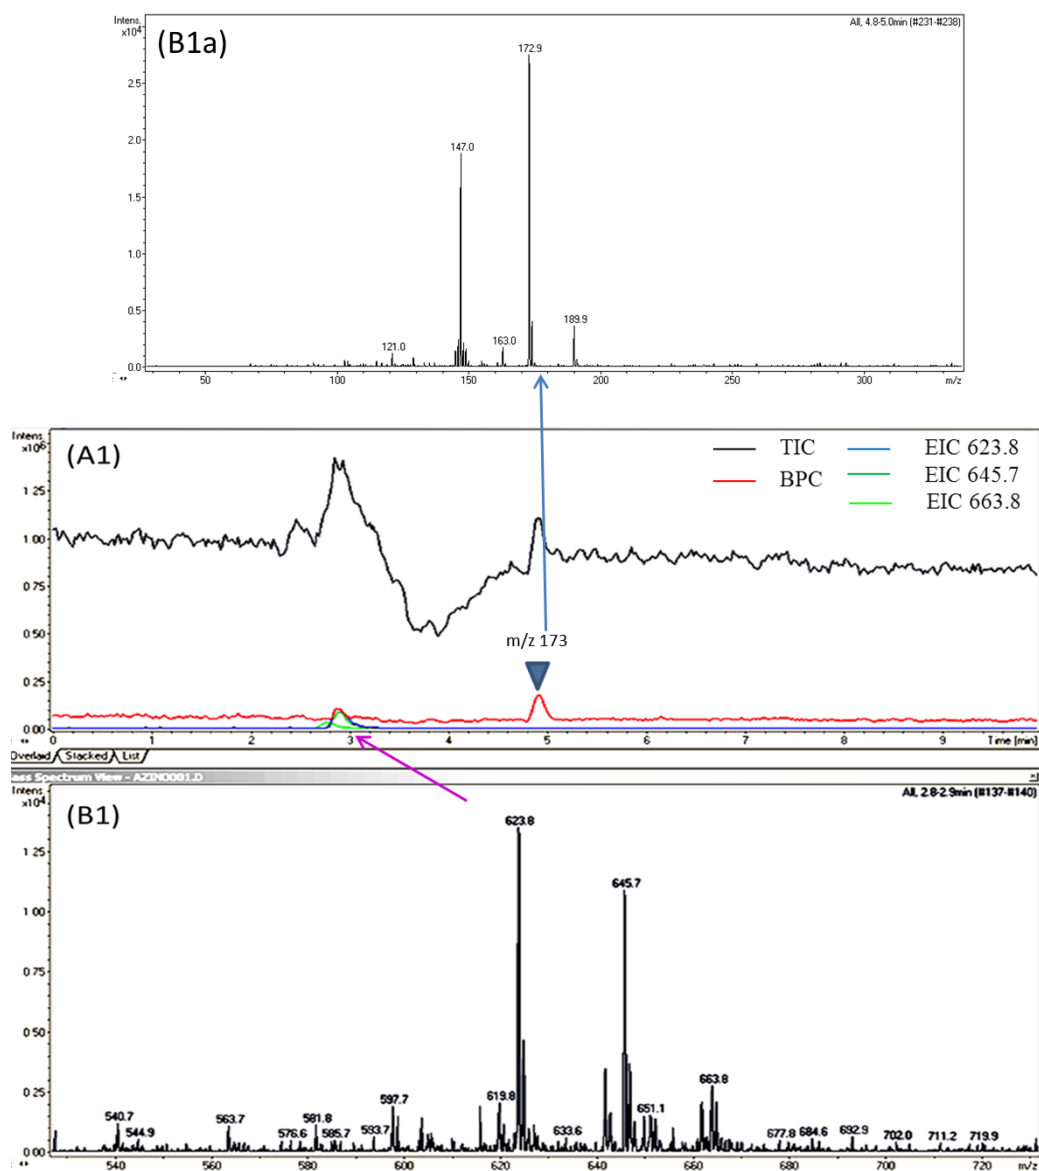 Intens.
x10⁴
(B1a)
All, 4.8-5.0min (#231-#238)
172.9
2.5
2.0
147.0
1.5
1.0
0.5
189.9
163.0
121.0
0.0
50 100 150 200 250 300 m/z
Intens.
x10⁶
(A1)
TIC
BPC
EIC 623.8
EIC 645.7
EIC 663.8
1.25
1.00
0.75
0.50
m/z 173
0.25
0.00
0 1 2 3 4 5 6 7 8 9 Time [min]
Overlaid Stacked List
ass Spectrum View - AZIN0001.D
Intens.
x10⁴
(B1)
All, 2.8-2.9min (#137-#140)
623.8
1.25
645.7
1.00
0.75
0.50
0.25
663.8
619.8
597.7
651.1
540.7
581.8
563.7
593.7
633.6
692.9
684.6
544.9
576.6
585.7
677.8
702.0
711.2
719.9
0.00
540 560 580 600 620 640 660 680 700 720 m/z